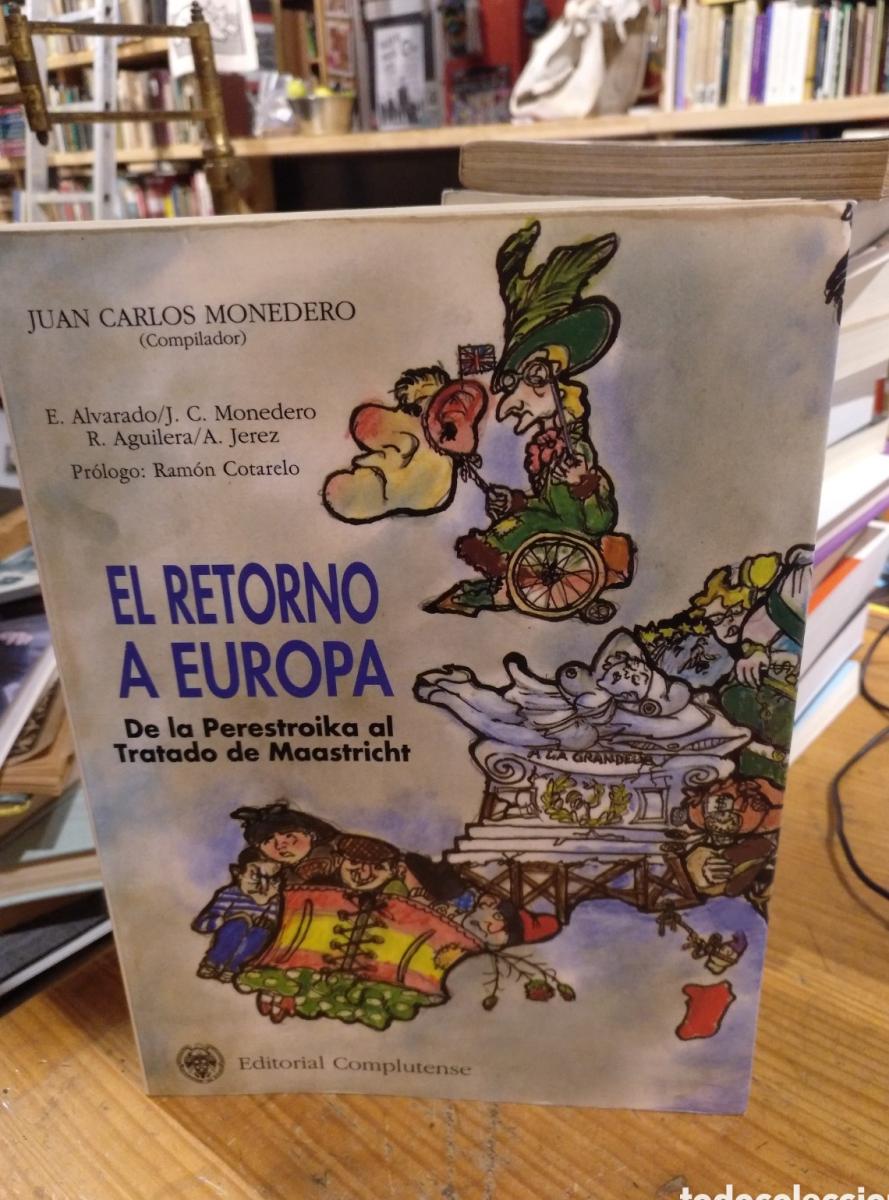 JUAN CARLOS MONEDERO
(Compilador)
E. Alvarado/J. C. Monedero
R. Aguilera/A. Jerez
Prólogo: Ramón Cotarelo
EL RETORNO
A EUROPA
De la Perestroika al
Tratado de Maastricht
A LA GRANDEUR
Editorial Complutense
todocoleccio